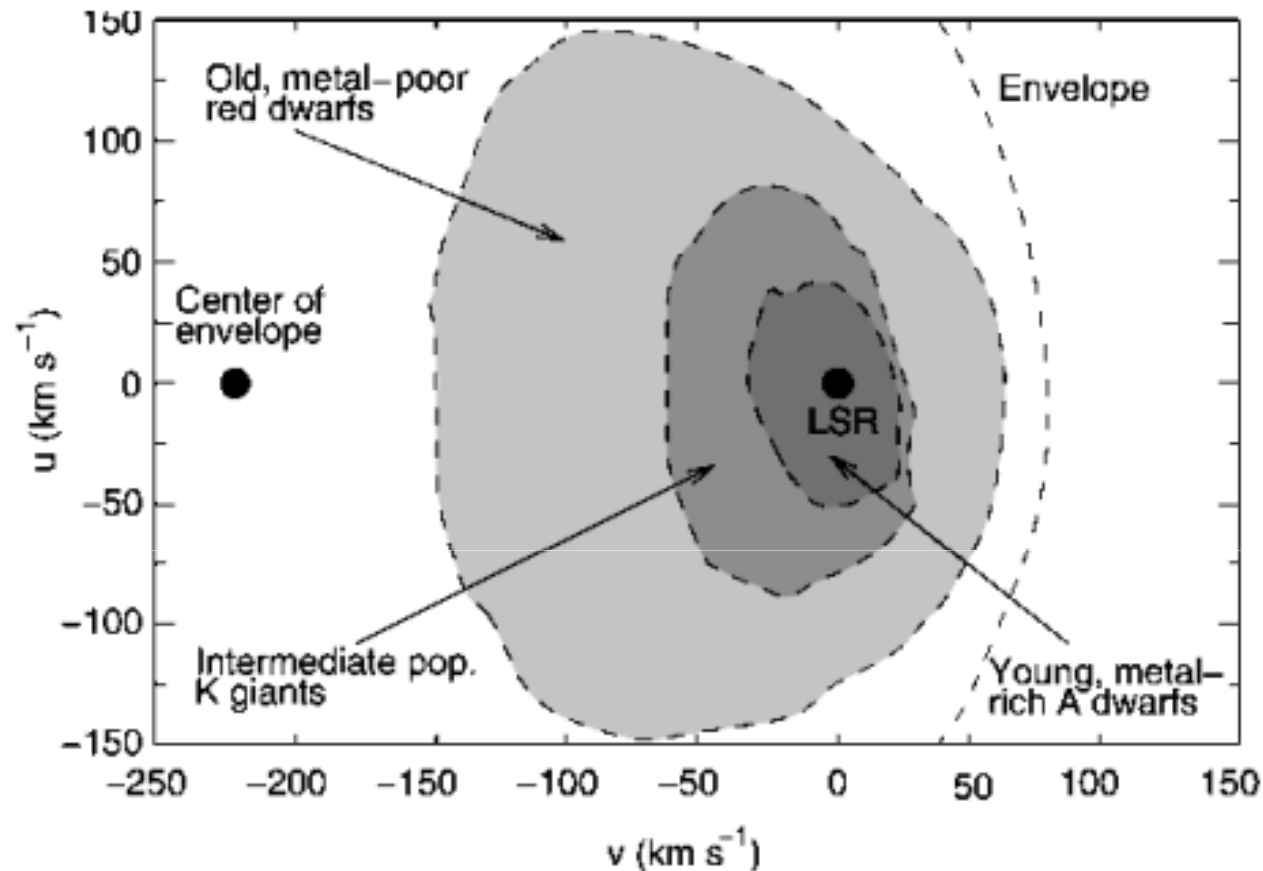 150
100
50
0
−50
−100
−150
u (km s⁻¹)
Old, metal−poor
red dwarfs
Envelope
Center of
envelope
LSR
Intermediate pop.
K giants
Young, metal−
rich A dwarfs
−250
−200
−150
−100
−50
0
50
100
150
v (km s⁻¹)